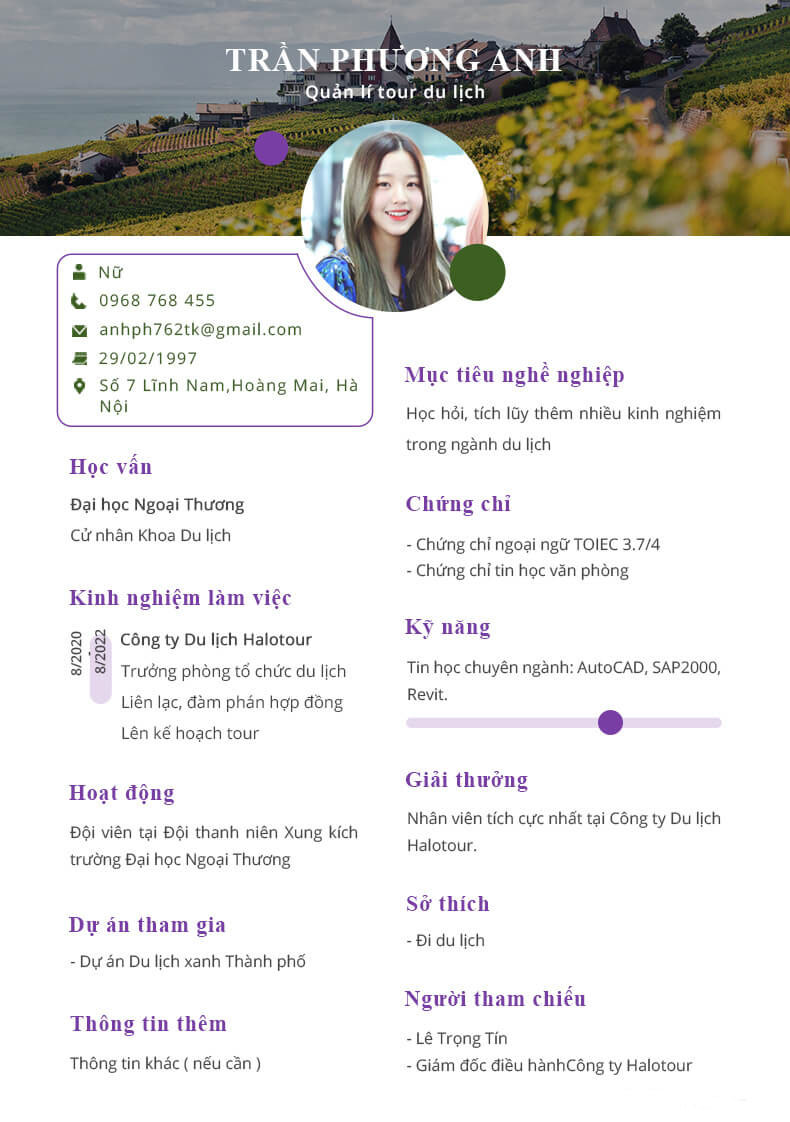 TRẦN PHƯƠNG ANH
Quản lí tour du lịch
Nữ
0968 768 455
anhph762tk@gmail.com
29/02/1997
Số 7 Lĩnh Nam,Hoàng Mai, Hà
Nội
Học vấn
Đại học Ngoại Thương
Cử nhân Khoa Du lịch
Kinh nghiệm làm việc
8/2020
-
8/2022
Công ty Du lịch Halotour
Trưởng phòng tổ chức du lịch
Liên lạc, đàm phán hợp đồng
Lên kế hoạch tour
Hoạt động
Đội viên tại Đội thanh niên Xung kích
trường Đại học Ngoại Thương
Dự án tham gia
- Dự án Du lịch xanh Thành phố
Thông tin thêm
Thông tin khác ( nếu cần )
Mục tiêu nghề nghiệp
Học hỏi, tích lũy thêm nhiều kinh nghiệm
trong ngành du lịch
Chứng chỉ
- Chứng chỉ ngoại ngữ TOIEC 3.7/4
- Chứng chỉ tin học văn phòng
Kỹ năng
Tin học chuyên ngành: AutoCAD, SAP2000,
Revit.
Giải thưởng
Nhân viên tích cực nhất tại Công ty Du lịch
Halotour.
Sở thích
- Đi du lịch
Người tham chiếu
- Lê Trọng Tín
- Giám đốc điều hànhCông ty Halotour